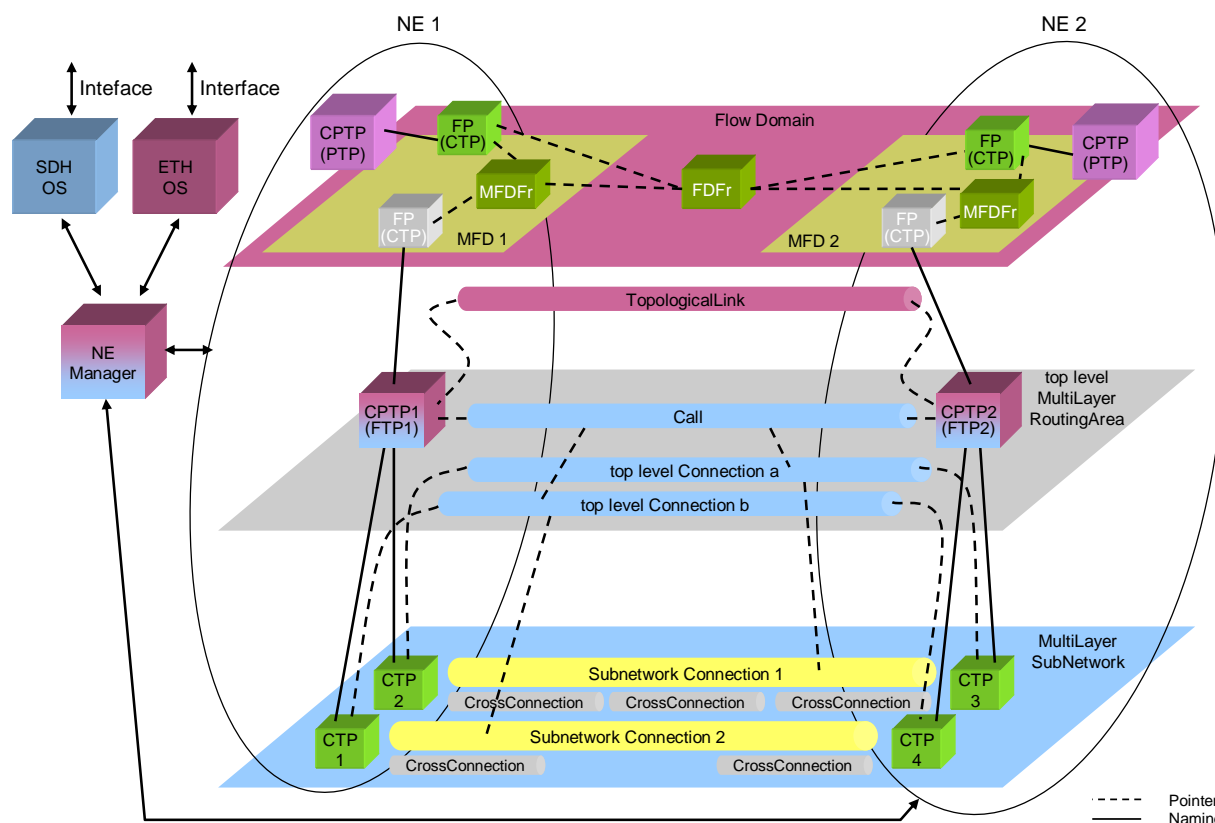 NE 1
NE 2
Inteface
Interface
SDH
OS
ETH
OS
CPTP
(PTP)
FP
(CTP)
Flow Domain
FP
(CTP)
CPTP
(PTP)
MFDFr
FDFr
MFDFr
FP
(CTP)
MFD 1
MFD 2
FP
(CTP)
TopologicalLink
NE
Manager
top level
MultiLayer
RoutingArea
CPTP1
(FTP1)
Call
CPTP2
(FTP2)
top level Connection a
top level Connection b
MultiLayer
SubNetwork
CTP
2
Subnetwork Connection 1
CTP
3
CrossConnection
CrossConnection
CrossConnection
CTP
1
Subnetwork Connection 2
CTP
4
CrossConnection
CrossConnection
Pointer
Naming